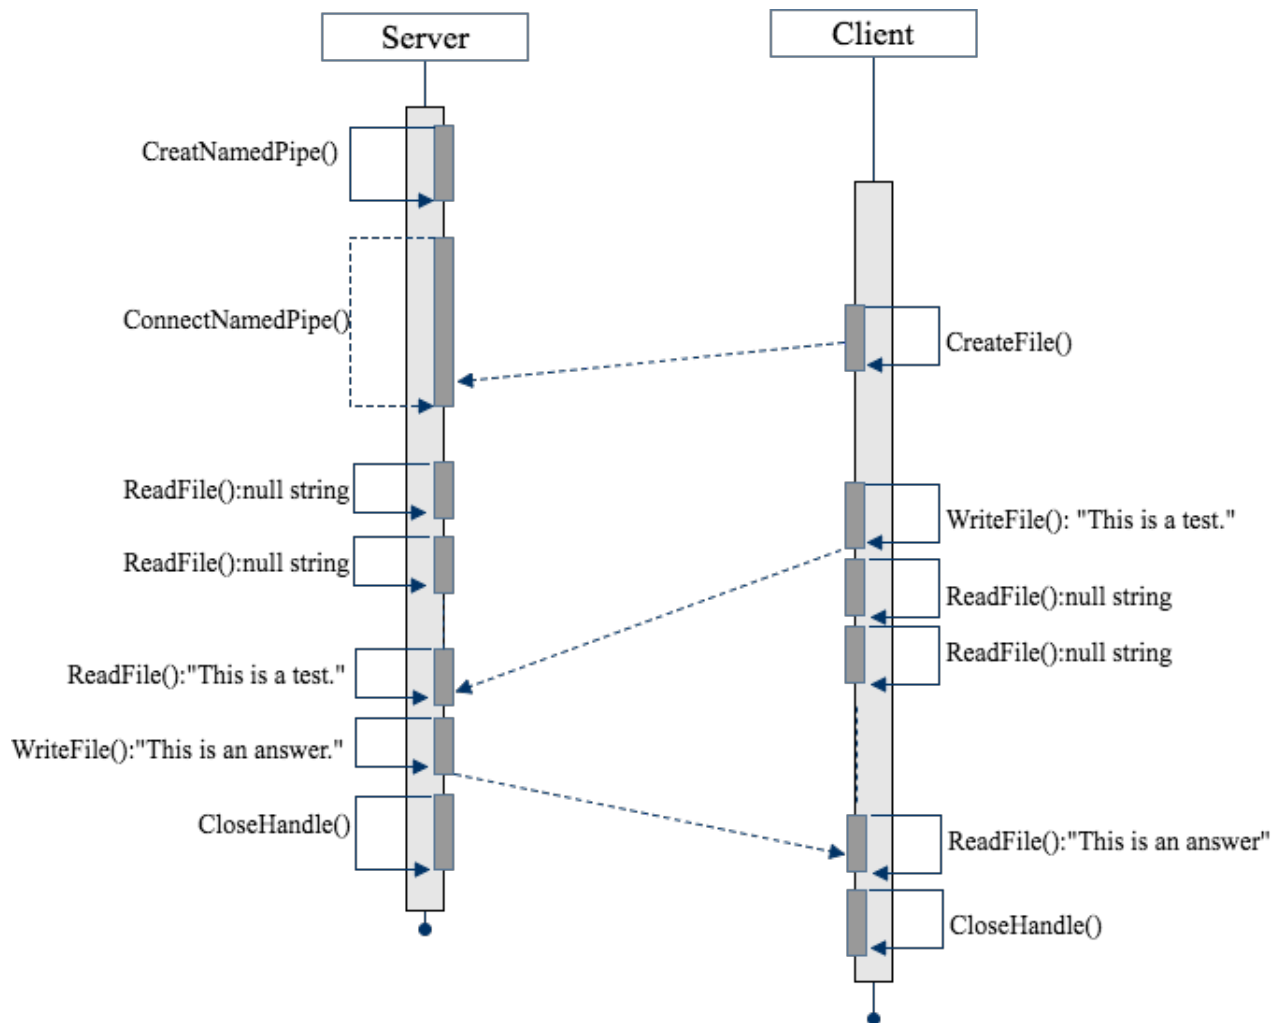 Server
Client
CreatNamedPipe()
ConnectNamedPipe()
CreateFile()
ReadFile():null string
WriteFile(): "This is a test."
ReadFile():null string
ReadFile():null string
ReadFile():null string
ReadFile():"This is a test."
WriteFile():"This is an answer."
CloseHandle()
ReadFile():"This is an answer"
CloseHandle()